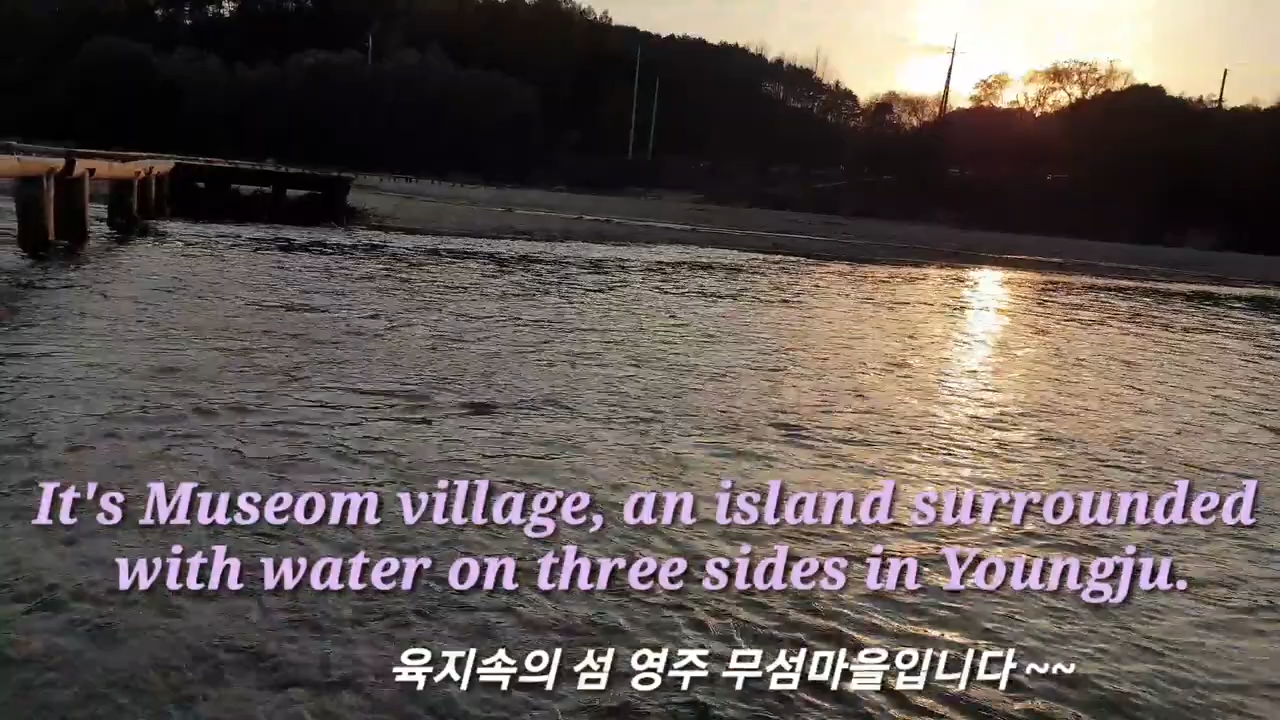 It's Museom village, an island surrounded
with water on three sides in Youngju.
육지속의 섬 영주 무섬마을입니다 ~~